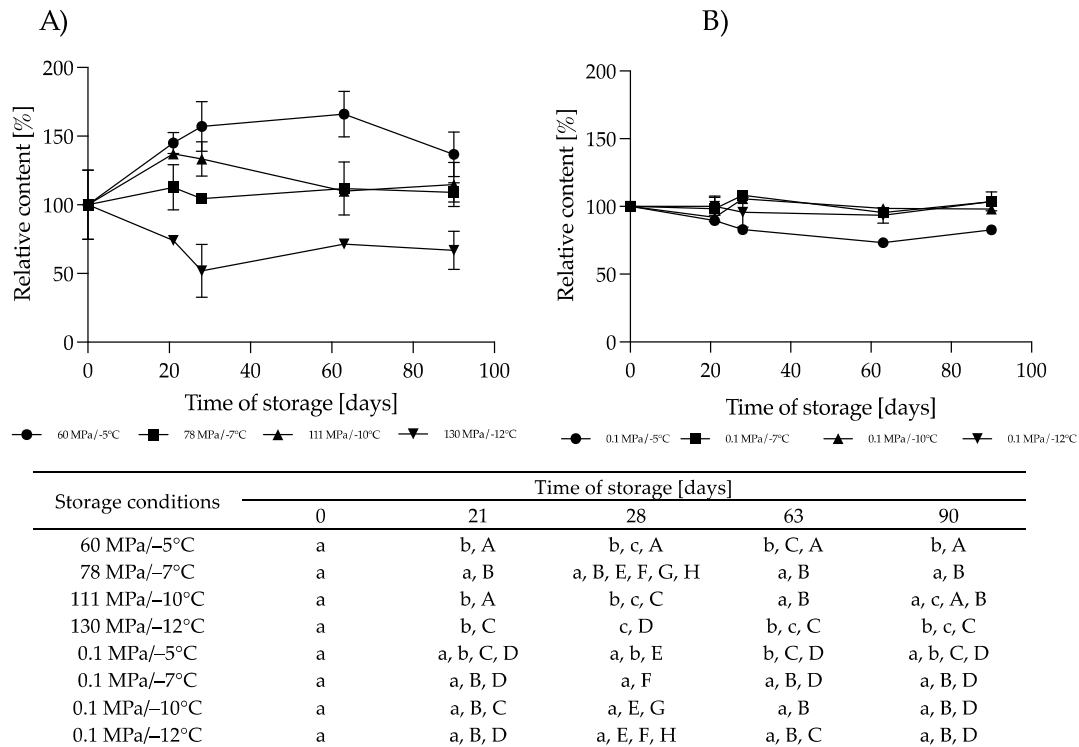 A)
B)
200
150
100
50
0
Relative content [%]
0 20 40 60 80 100
Time of storage [days]
60 MPa/-5°C 78 MPa/-7°C 111 MPa/-10°C 130 MPa/-12°C
200
150
100
50
0
Relative content [%]
0 20 40 60 80 100
Time of storage [days]
0.1 MPa/-5°C 0.1 MPa/-7°C 0.1 MPa/-10°C 0.1 MPa/-12°C
Storage conditions Time of storage [days]
0 21 28 63 90
60 MPa/–5°C a b, A b, c, A b, C, A b, A
78 MPa/–7°C a a, B a, B, E, F, G, H a, B a, B
111 MPa/–10°C a b, A b, c, C a, B a, c, A, B
130 MPa/–12°C a b, C c, D b, c, C b, c, C
0.1 MPa/–5°C a a, b, C, D a, b, E b, C, D a, b, C, D
0.1 MPa/–7°C a a, B, D a, F a, B, D a, B, D
0.1 MPa/–10°C a a, B, C a, E, G a, B a, B, D
0.1 MPa/–12°C a a, B, D a, E, F, H a, B, C a, B, D